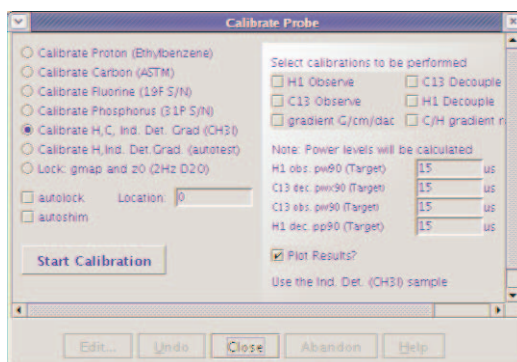 Calibrate Probe
Calibrate Proton (Ethylbenzene)
Calibrate Carbon (ASTM)
Calibrate Fluorine (19F S/N)
Calibrate Phosphorus (31P S/N)
Calibrate H,C, Ind. Det. Grad (CH3I)
Calibrate H,Ind. Det.Grad. (autotest)
Lock: gmap and z0 (2Hz D2O)
autolock Location: 0
autoshim
Start Calibration
Select calibrations to be performed
H1 Observe C13 Decouple
C13 Observe H1 Decouple
gradient G/cm/dac C/H gradient r
Note: Power levels will be calculated
H1 obs. pw90 (Target) 15 us
C13 dec. pwx90 (Target) 15 us
C13 obs. pw90 (Target) 15 us
H1 dec. pp90 (Target) 15 us
Plot Results?
Use the Ind. Det. (CH3I) sample
Edit... Undo Close Abandon Help